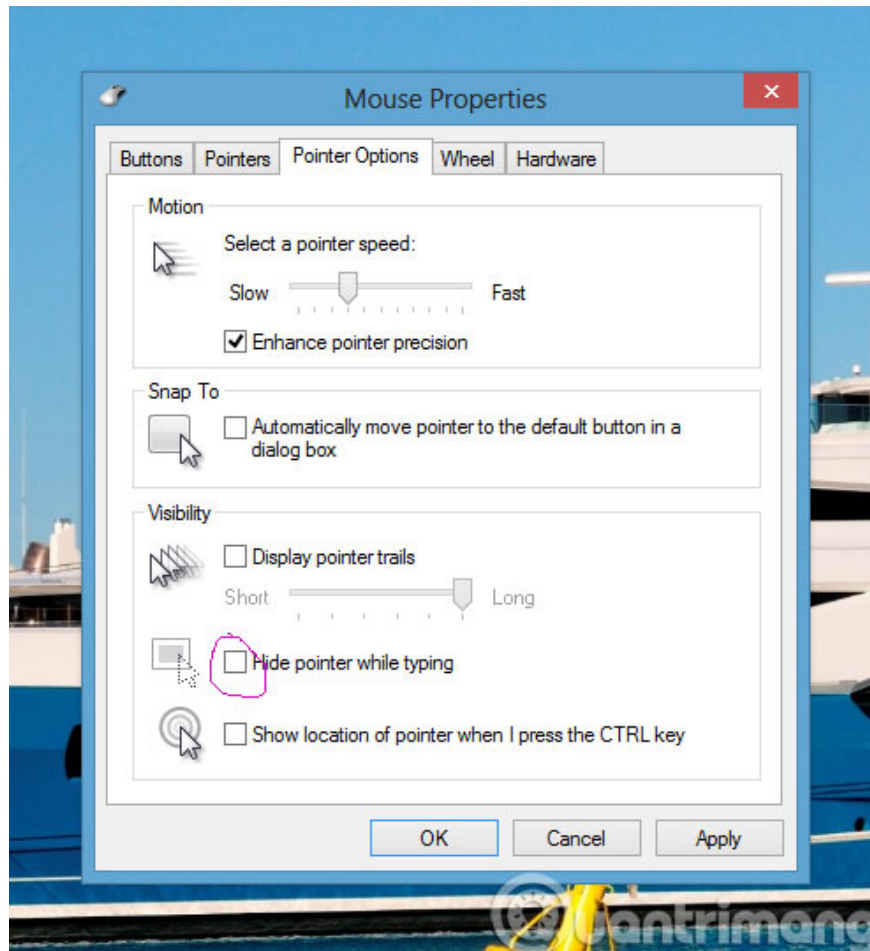 Mouse Properties
Buttons Pointers Pointer Options Wheel Hardware
Motion
Select a pointer speed:
Slow Fast
Enhance pointer precision
Snap To
Automatically move pointer to the default button in a
dialog box
Visibility
Display pointer trails
Short Long
Hide pointer while typing
Show location of pointer when I press the CTRL key
OK Cancel Apply
uantrimang